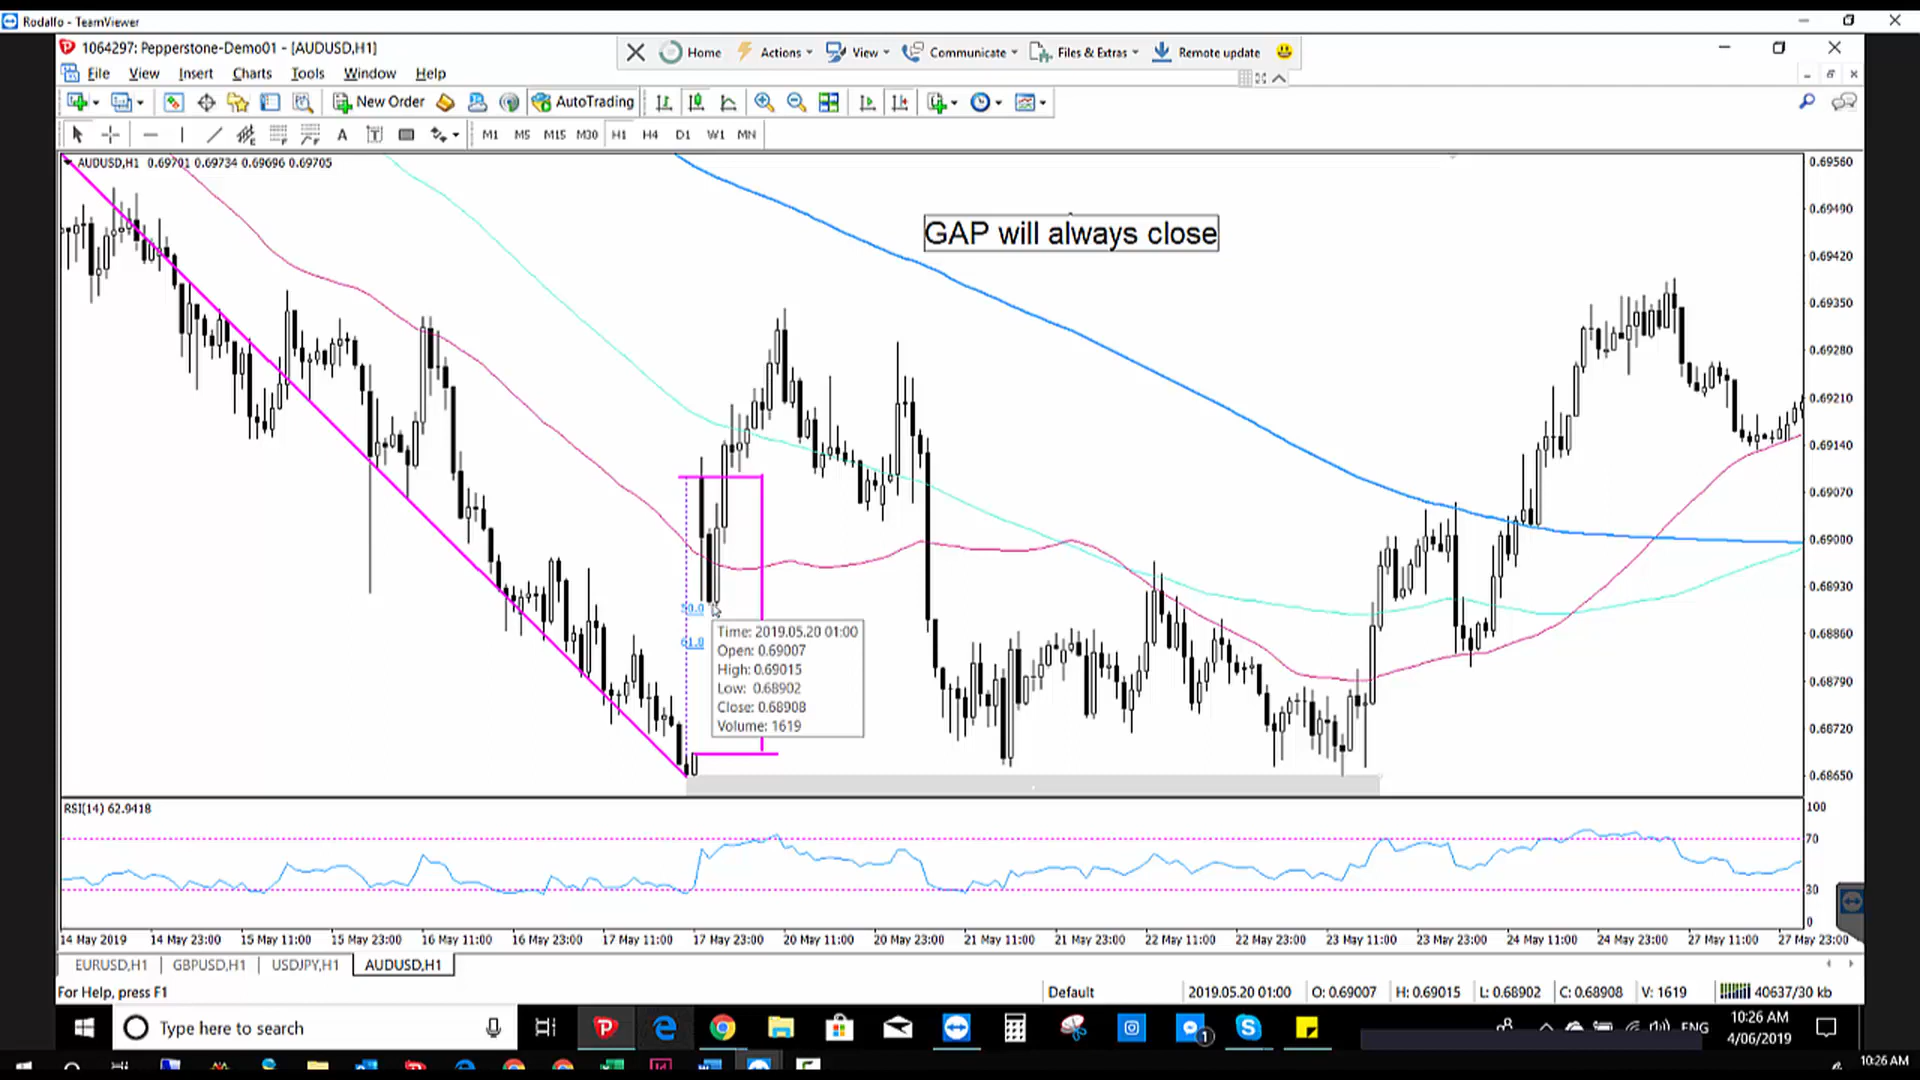 Rodalfo - TeamViewer
1064297: Pepperstone-Demo01 - [AUDUSD,H1]
Home Actions View Communicate Files & Extras Remote update
File View Insert Charts Tools Window Help
New Order AutoTrading
A T M1 M5 M15 M30 H1 H4 D1 W1 MN
AUDUSD,H1 0.69701 0.69734 0.69696 0.69705
GAP will always close
0.69560
0.69490
0.69420
0.69350
0.69280
0.69210
0.69140
0.69070
0.69000
0.68930
0.68860
0.68790
0.68720
0.68650
50.0
61.8
Time: 2019.05.20 01:00
Open: 0.69007
High: 0.69015
Low: 0.68902
Close: 0.68908
Volume: 1619
RSI(14) 62.9418
100
70
30
0
14 May 2019 14 May 23:00 15 May 11:00 15 May 23:00 16 May 11:00 16 May 23:00 17 May 11:00 17 May 23:00 20 May 11:00 20 May 23:00 21 May 11:00 21 May 23:00 22 May 11:00 22 May 23:00 23 May 11:00 23 May 23:00 24 May 11:00 24 May 23:00 27 May 11:00 27 May 23:00
EURUSD,H1 GBPUSD,H1 USDJPY,H1 AUDUSD,H1
For Help, press F1 Default 2019.05.20 01:00 O: 0.69007 H: 0.69015 L: 0.68902 C: 0.68908 V: 1619 40637/30 kb
Type here to search 1 ENG 10:26 AM
4/06/2019
10:26 AM